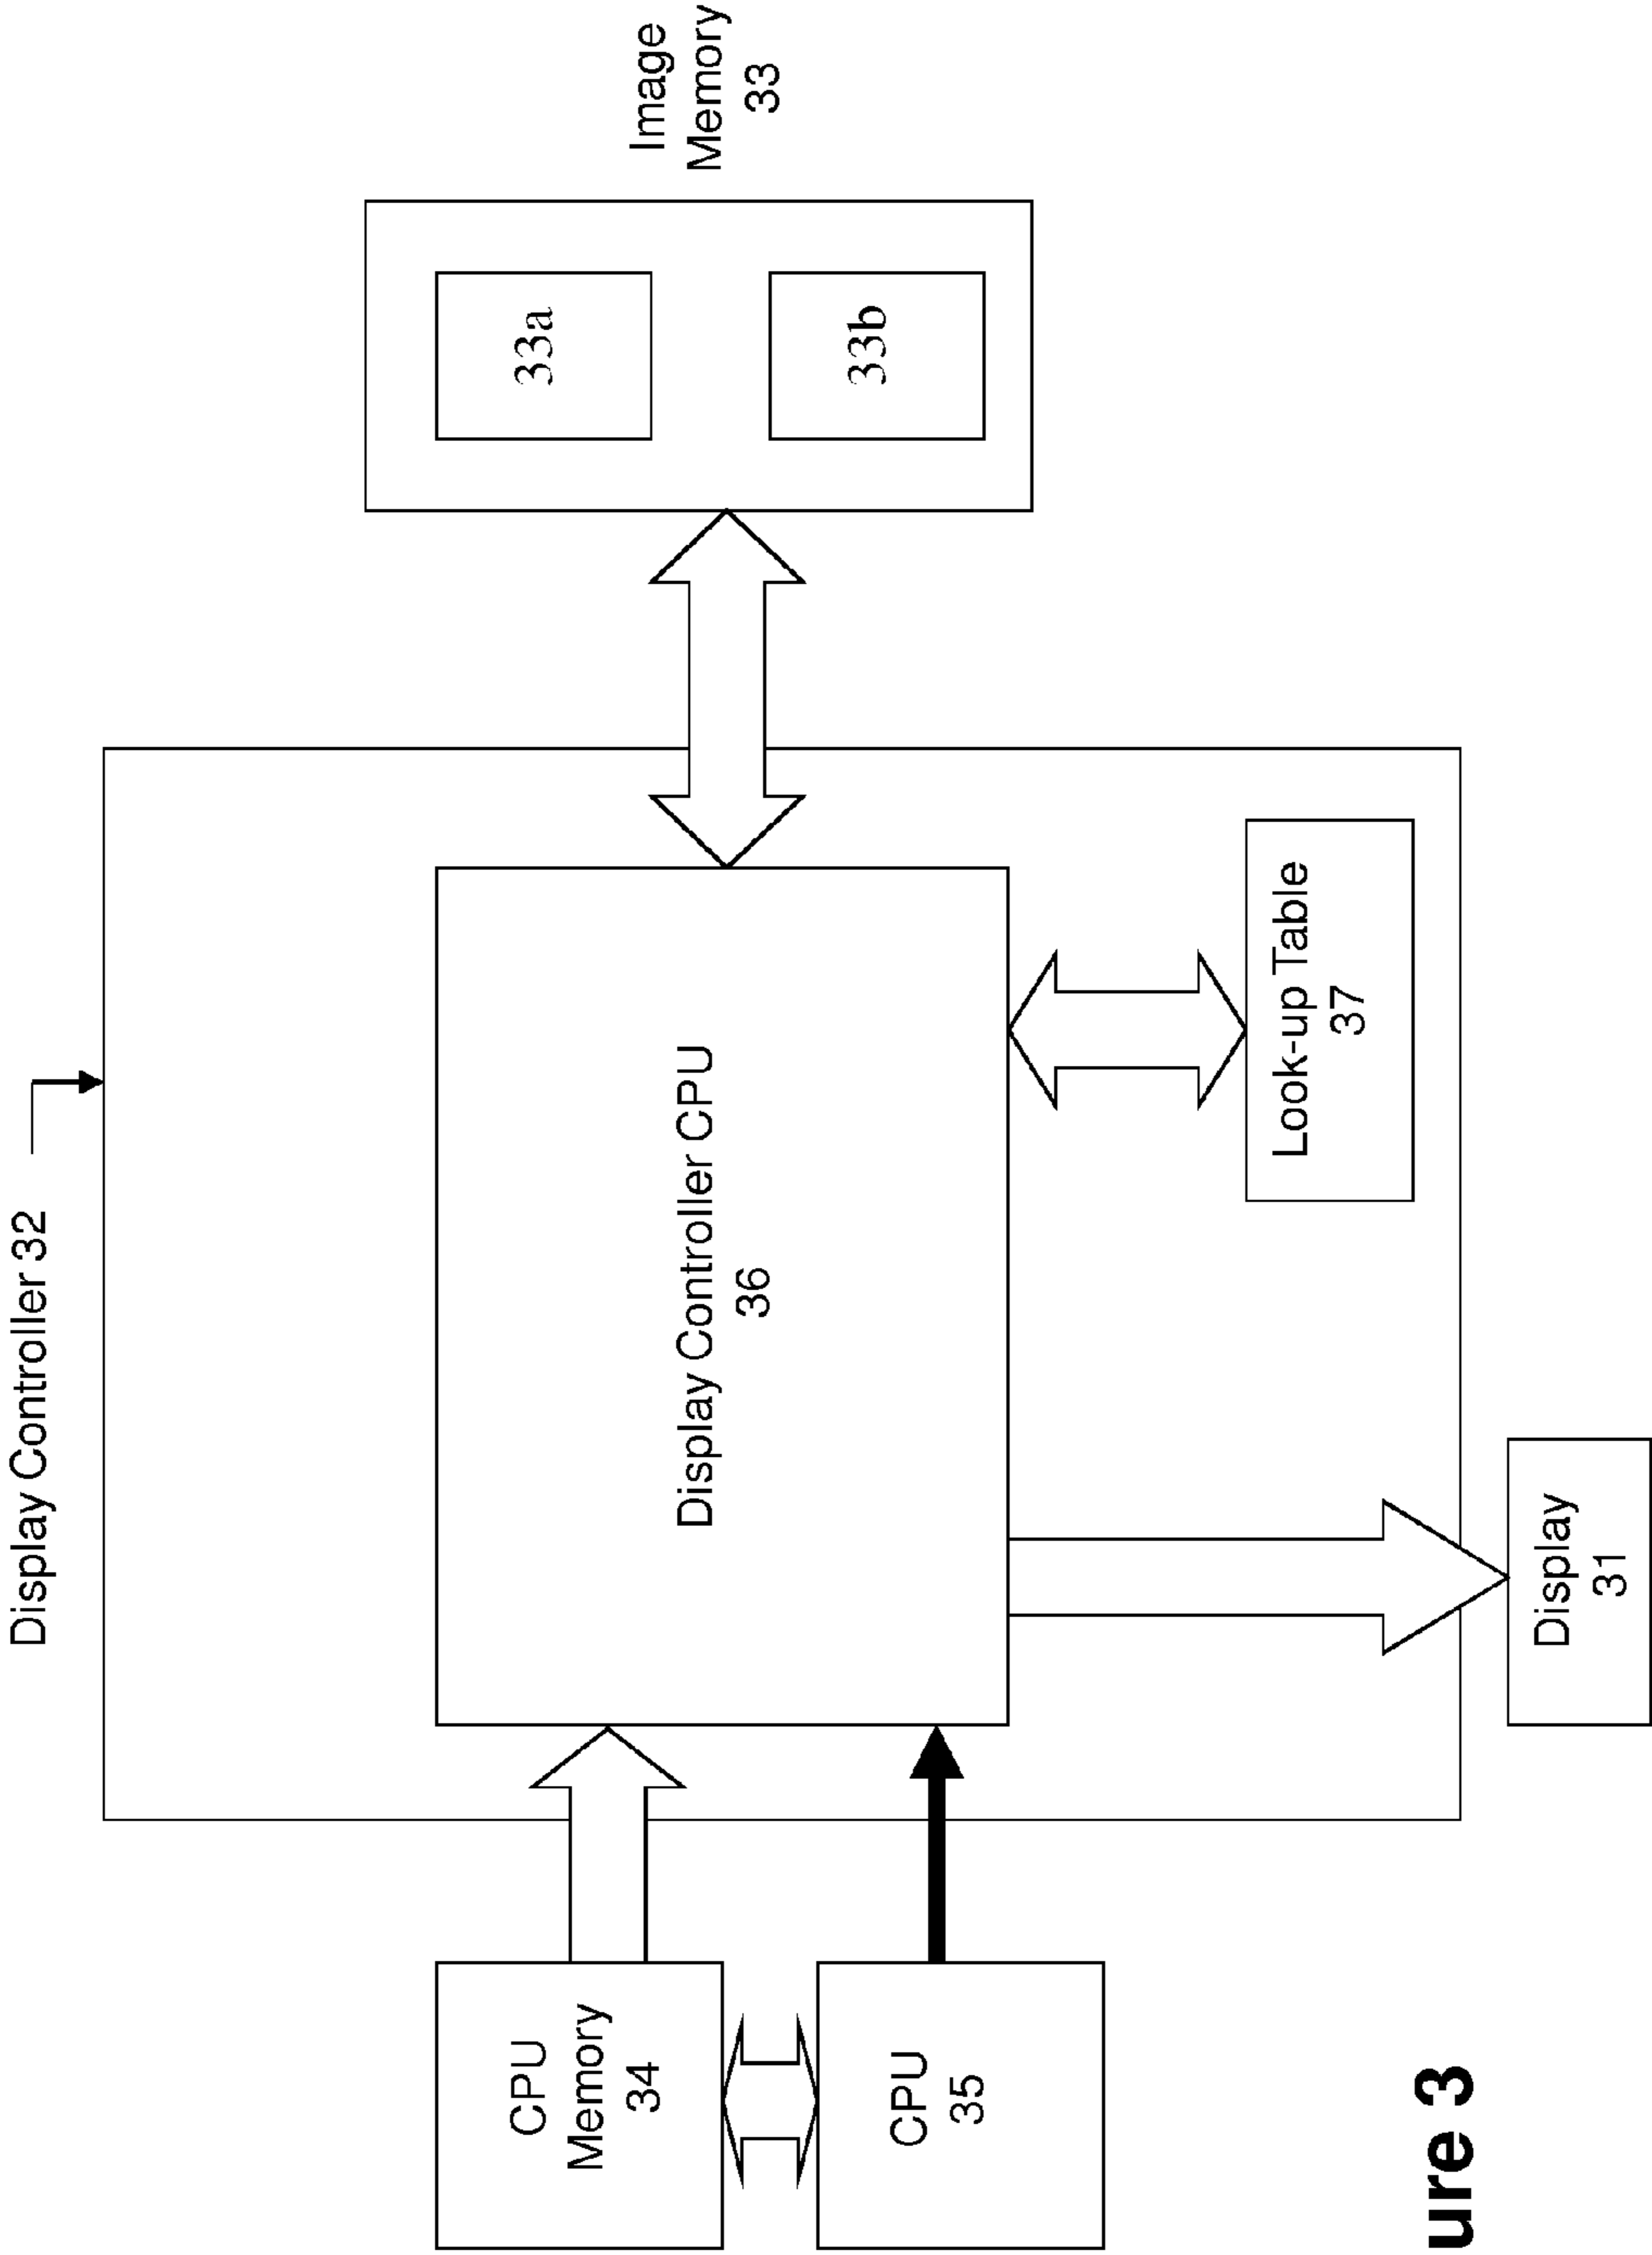 Display Controller 32
CPU
Memory
34
CPU
35
Display Controller CPU
36
Look-up Table
37
Display
31
33a
33b
Image
Memory
33
ure 3